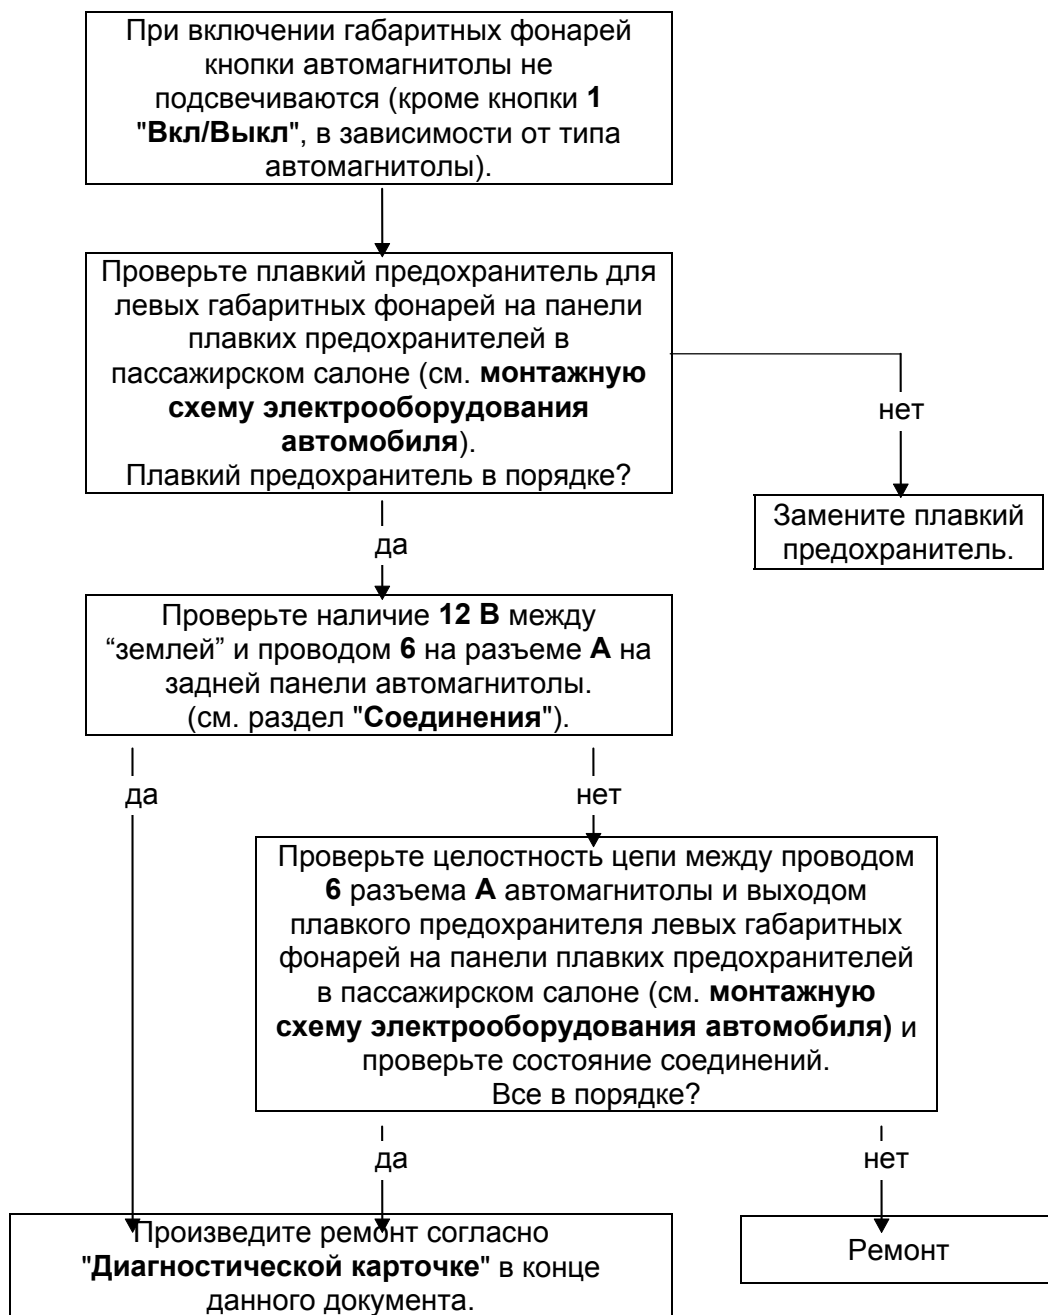 При включении габаритных фонарей
кнопки автомагнитолы не
подсвечиваются (кроме кнопки 1
"Вкл/Выкл", в зависимости от типа
автомагнитолы).
Проверьте плавкий предохранитель для
левых габаритных фонарей на панели
плавких предохранителей в
пассажирском салоне (см. монтажную
схему электрооборудования
автомобиля).
Плавкий предохранитель в порядке?
нет
Замените плавкий
предохранитель.
да
Проверьте наличие 12 В между
“землей” и проводом 6 на разъеме А на
задней панели автомагнитолы.
(см. раздел "Соединения").
да
нет
Проверьте целостность цепи между проводом
6 разъема А автомагнитолы и выходом
плавкого предохранителя левых габаритных
фонарей на панели плавких предохранителей
в пассажирском салоне (см. монтажную
схему электрооборудования автомобиля) и
проверьте состояние соединений.
Все в порядке?
да
нет
Произведите ремонт согласно
"Диагностической карточке" в конце
данного документа.
Ремонт